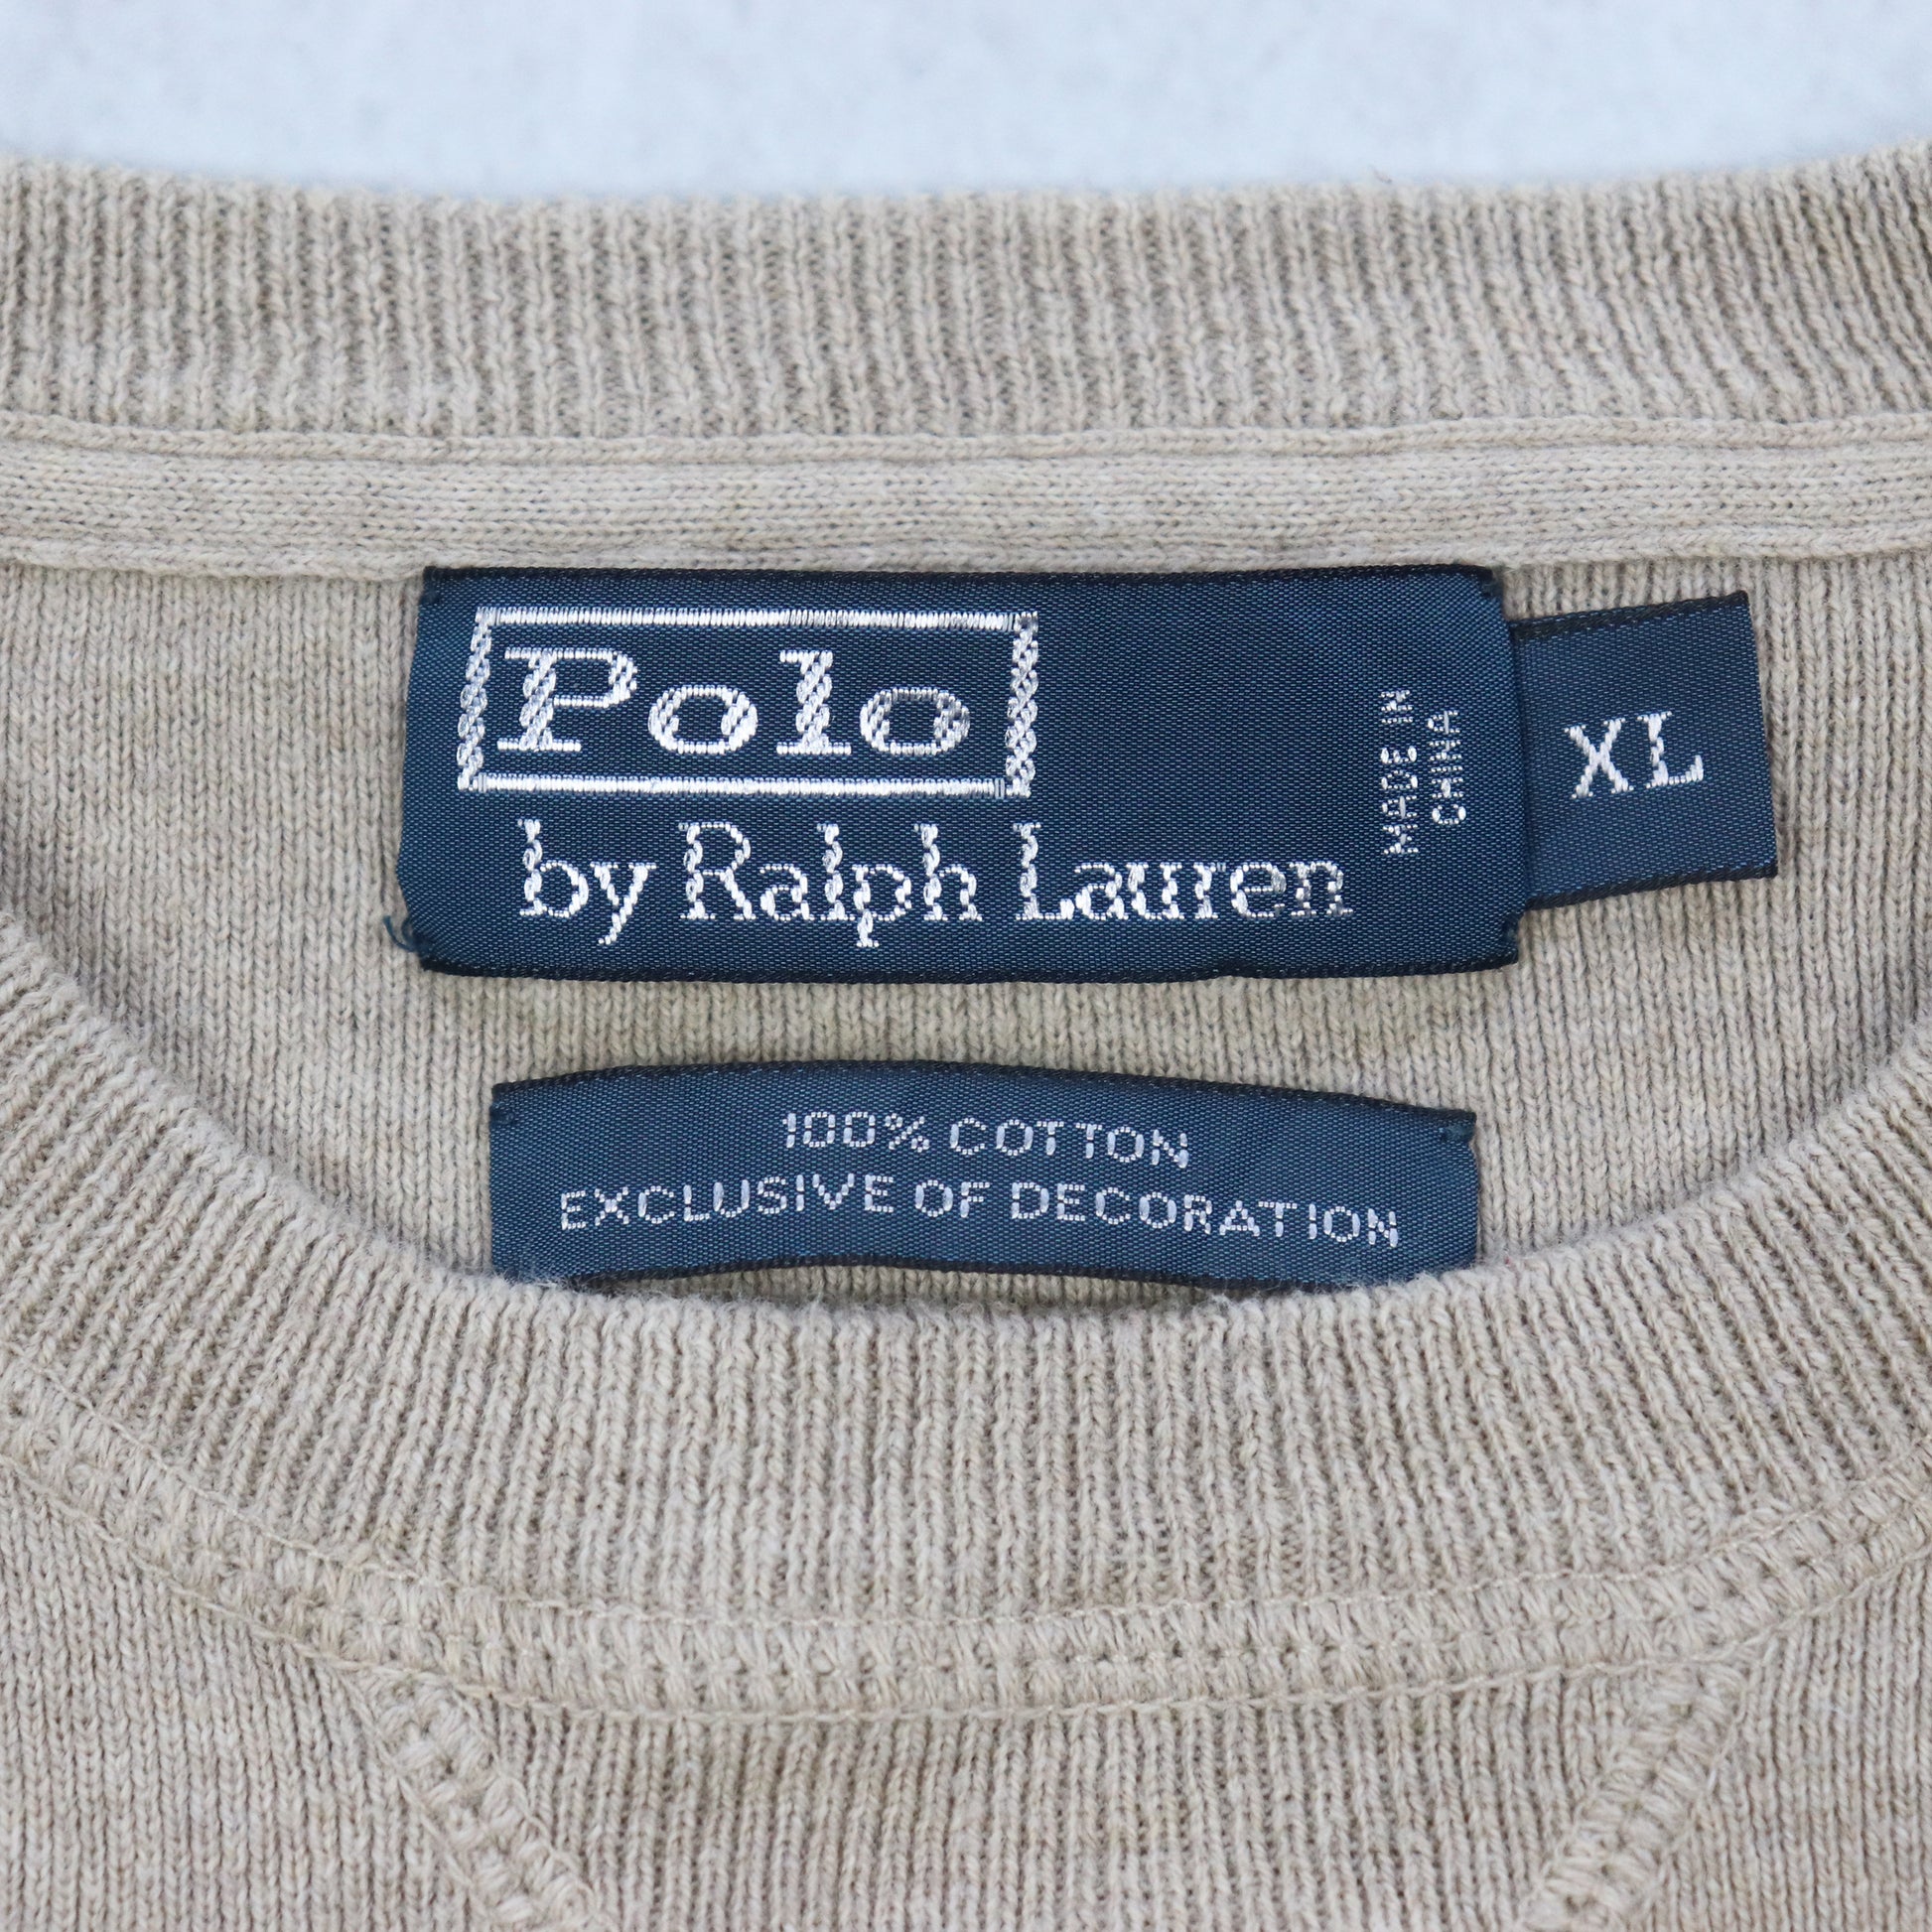 Polo
by Ralph Lauren
MADE IN
CHINA
XL
100% COTTON
EXCLUSIVE OF DECORATION